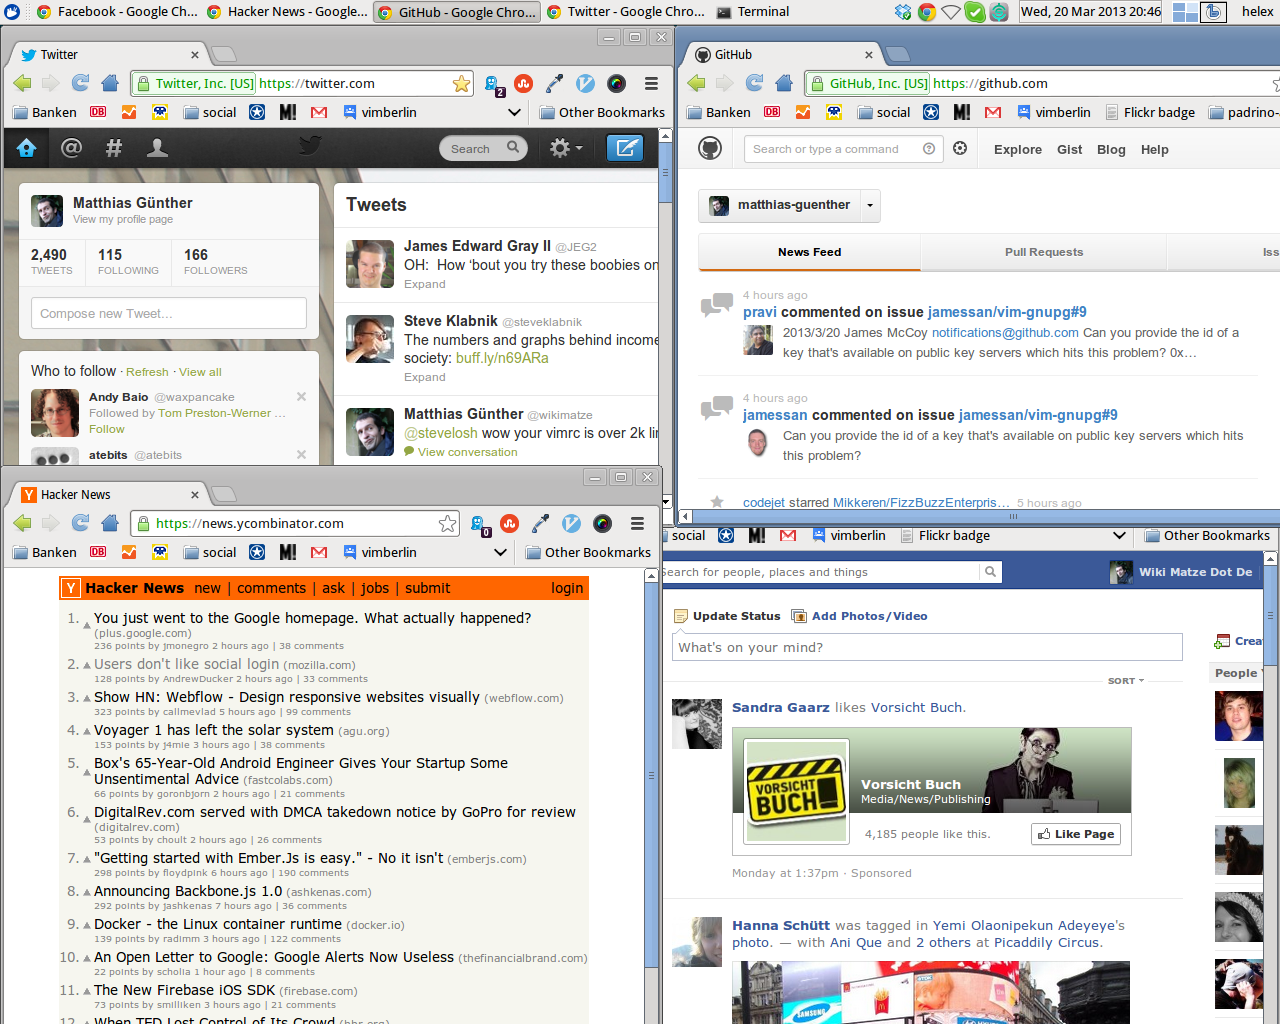 Facebook - Google Ch...
Hacker News - Google...
GitHub - Google Chro...
Twitter - Google Chro...
Terminal
Wed, 20 Mar 2013 20:46
helex
Twitter
Twitter, Inc. [US] https://twitter.com
2
Banken
DB
social
M!
vimberlin
Other Bookmarks
@
#
Search
Matthias Günther
View my profile page
2,490
TWEETS
115
FOLLOWING
166
FOLLOWERS
Compose new Tweet...
Who to follow · Refresh · View all
Andy Baio @waxpancake
Followed by Tom Preston-Werner ...
Follow
atebits @atebits
Tweets
James Edward Gray II @JEG2
OH: How ‘bout you try these boobies on
Expand
Steve Klabnik @steveklabnik
The numbers and graphs behind income
society: buff.ly/n69ARa
Expand
Matthias Günther @wikimatze
@stevelosh wow your vimrc is over 2k lin
View conversation
GitHub
GitHub, Inc. [US] https://github.com
Banken
DB
social
M!
vimberlin
Flickr badge
padrino-
Search or type a command
Explore
Gist
Blog
Help
matthias-guenther
News Feed
Pull Requests
Iss
4 hours ago
pravi commented on issue jamessan/vim-gnupg#9
2013/3/20 James McCoy notifications@github.com Can you provide the id of a
key that's available on public key servers which hits this problem? 0x...
4 hours ago
jamessan commented on issue jamessan/vim-gnupg#9
Can you provide the id of a key that's available on public key servers which hits
this problem?
codejet starred Mikkeren/FizzBuzzEnterpris... 5 hours ago
Hacker News
https://news.ycombinator.com
0
Banken
DB
social
M!
vimberlin
Other Bookmarks
Y Hacker News new | comments | ask | jobs | submit
login
1. You just went to the Google homepage. What actually happened?
(plus.google.com)
236 points by jmonegro 2 hours ago | 38 comments
2. Users don't like social login (mozilla.com)
128 points by AndrewDucker 2 hours ago | 33 comments
3. Show HN: Webflow - Design responsive websites visually (webflow.com)
323 points by callmevlad 5 hours ago | 99 comments
4. Voyager 1 has left the solar system (agu.org)
153 points by j4mie 3 hours ago | 38 comments
5. Box's 65-Year-Old Android Engineer Gives Your Startup Some
Unsentimental Advice (fastcolabs.com)
66 points by goronbjorn 2 hours ago | 21 comments
6. DigitalRev.com served with DMCA takedown notice by GoPro for review
(digitalrev.com)
53 points by choult 2 hours ago | 26 comments
7. "Getting started with Ember.Js is easy." - No it isn't (emberjs.com)
298 points by floydpink 6 hours ago | 190 comments
8. Announcing Backbone.js 1.0 (ashkenas.com)
292 points by jashkenas 7 hours ago | 36 comments
9. Docker - the Linux container runtime (docker.io)
139 points by radimm 3 hours ago | 122 comments
10. An Open Letter to Google: Google Alerts Now Useless (thefinancialbrand.com)
22 points by scholia 1 hour ago | 8 comments
11. The New Firebase iOS SDK (firebase.com)
73 points by smilliken 3 hours ago | 21 comments
12. When TED Lost Control of Its Crowd (hbr.org)
social
M!
vimberlin
Flickr badge
Other Bookmarks
Search for people, places and things
Wiki Matze Dot De
Update Status
Add Photos/Video
What's on your mind?
SORT
Crea
People
Sandra Gaarz likes Vorsicht Buch.
VORSICHT
BUCH
Vorsicht Buch
Media/News/Publishing
4,185 people like this.
Like Page
Monday at 1:37pm · Sponsored
Hanna Schütt was tagged in Yemi Olaonipekun Adeyeye's
photo. — with Ani Que and 2 others at Picaddily Circus.
SAMSUNG